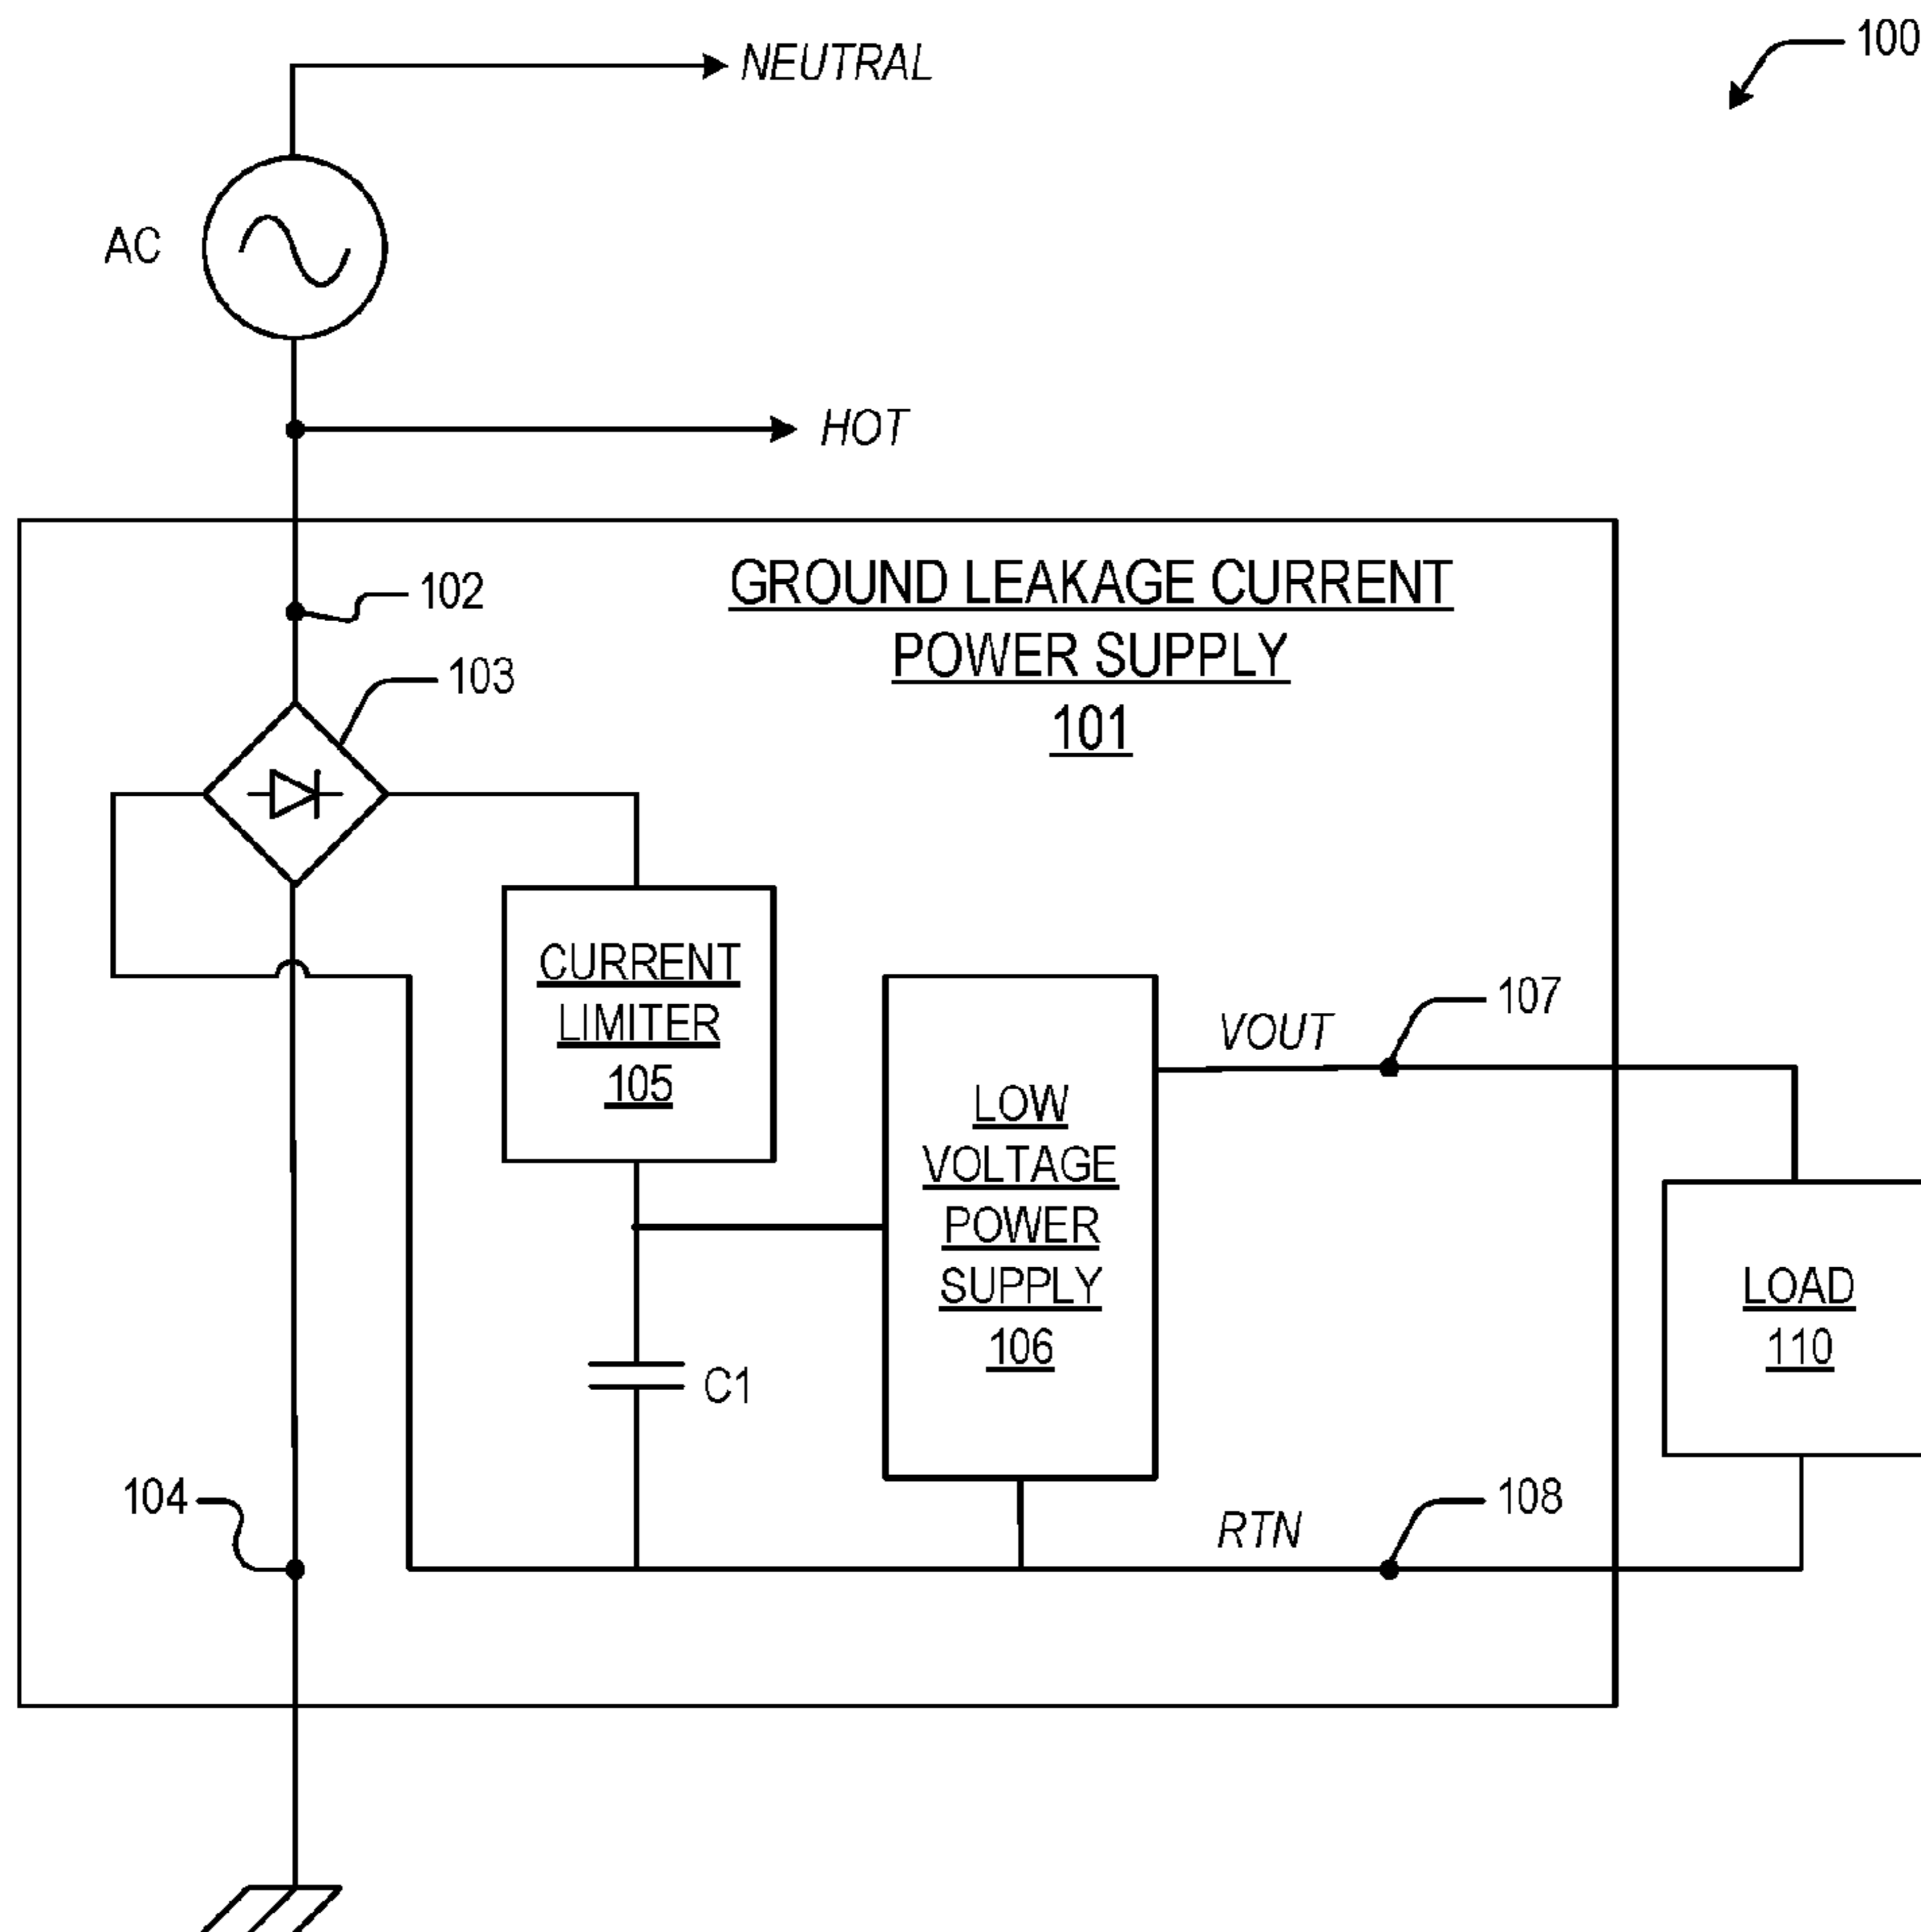 NEUTRAL
100
AC
HOT
GROUND LEAKAGE CURRENT
POWER SUPPLY
101
102
103
CURRENT
LIMITER
105
LOW
VOLTAGE
POWER
SUPPLY
106
VOUT
107
LOAD
110
C1
104
RTN
108